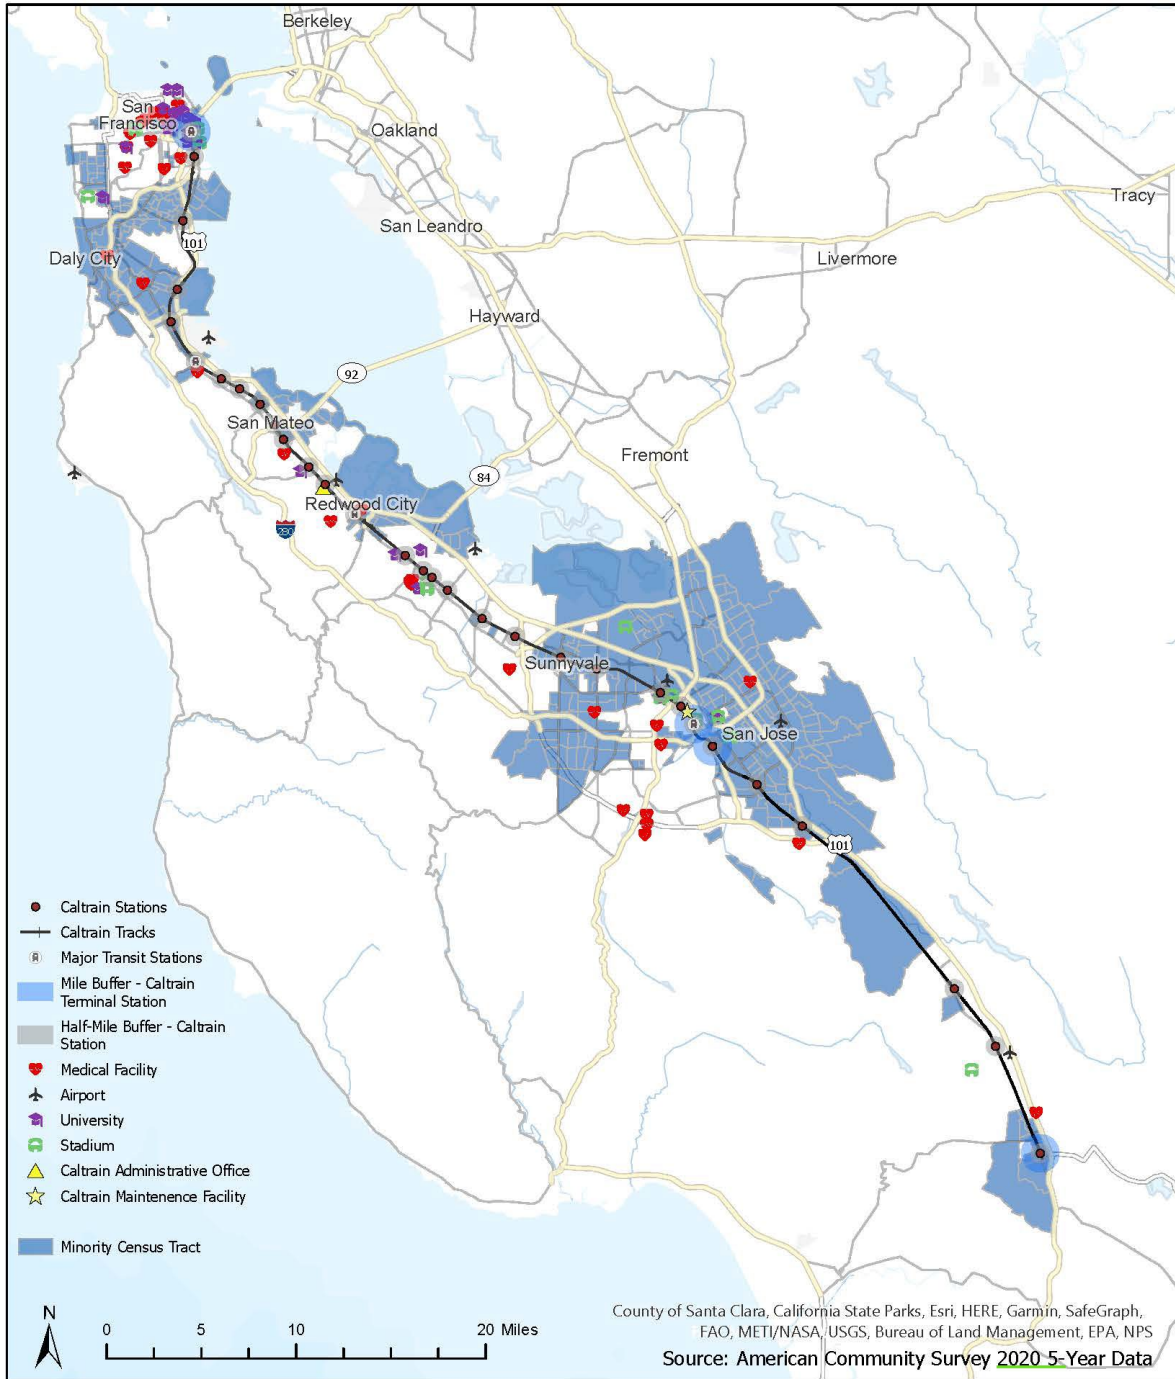 Berkeley
San
Francisco
Oakland
Tracy
San Leandro
101
Daly City
Livermore
Hayward
92
San Mateo
Fremont
84
Redwood City
280
Sunnyvale
San Jose
101
Caltrain Stations
Caltrain Tracks
Major Transit Stations
Mile Buffer - Caltrain
Terminal Station
Half-Mile Buffer - Caltrain
Station
Medical Facility
Airport
University
Stadium
Caltrain Administrative Office
Caltrain Maintenence Facility
Minority Census Tract
N
0 5 10 20 Miles
County of Santa Clara, California State Parks, Esri, HERE, Garmin, SafeGraph,
FAO, METI/NASA, USGS, Bureau of Land Management, EPA, NPS
Source: American Community Survey 2020 5-Year Data